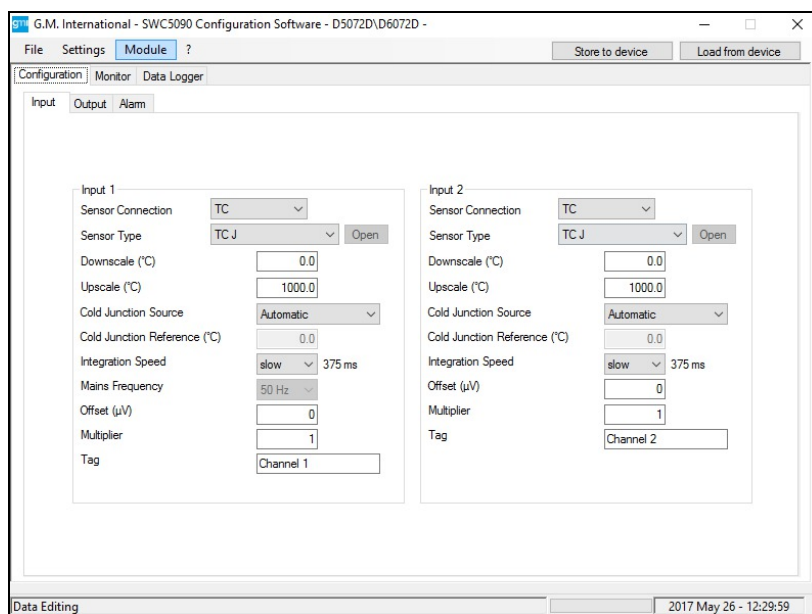 gmi G.M. International - SWC5090 Configuration Software - D5072D\D6072D -
File Settings Module ? Store to device Load from device
Configuration Monitor Data Logger
Input Output Alarm
Input 1
Sensor Connection TC
Sensor Type TC J Open
Downscale (°C) 0.0
Upscale (°C) 1000.0
Cold Junction Source Automatic
Cold Junction Reference (°C) 0.0
Integration Speed slow 375 ms
Mains Frequency 50 Hz
Offset (µV) 0
Multiplier 1
Tag Channel 1
Input 2
Sensor Connection TC
Sensor Type TC J Open
Downscale (°C) 0.0
Upscale (°C) 1000.0
Cold Junction Source Automatic
Cold Junction Reference (°C) 0.0
Integration Speed slow 375 ms
Offset (µV) 0
Multiplier 1
Tag Channel 2
Data Editing 2017 May 26 - 12:29:59